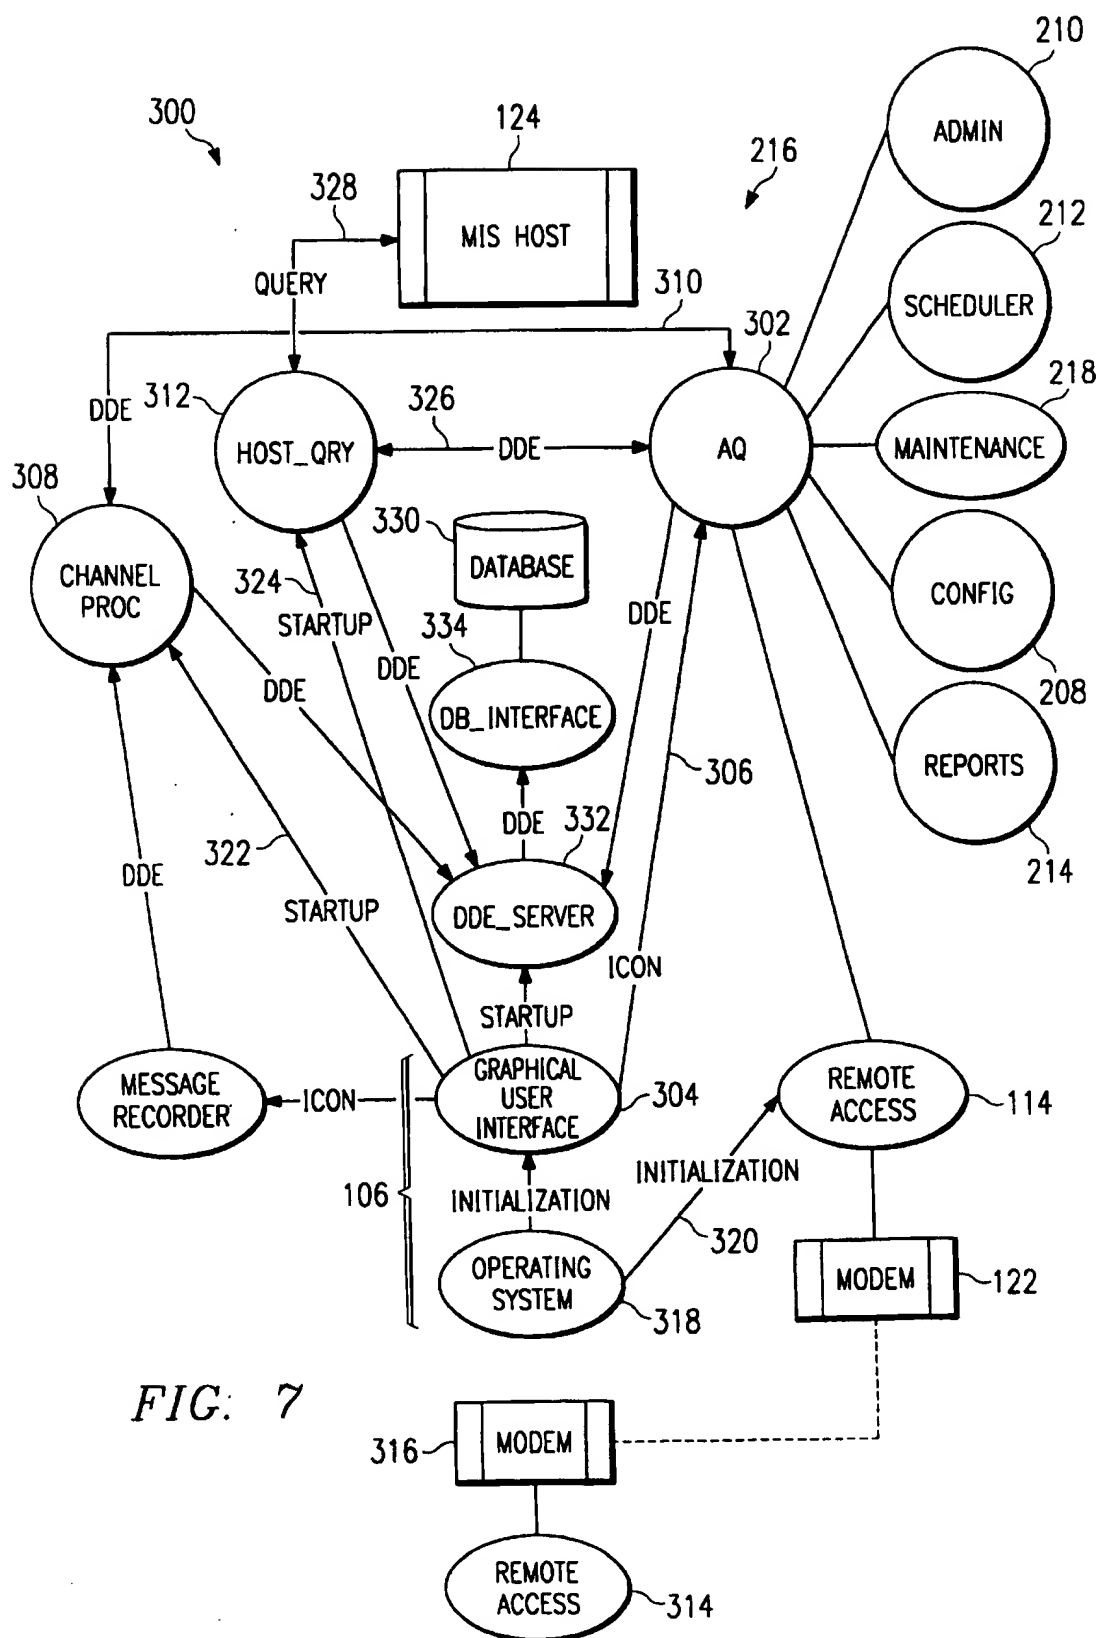 210
ADMIN
300
124
216
328
MIS HOST
212
QUERY
310
SCHEDULER
302
312
DDE
326
218
HOST_QRY
DDE
AQ
MAINTENANCE
308
330
CHANNEL
PROC
324
DATABASE
CONFIG
STARTUP
334
DDE
DDE
DDE
208
DB_INTERFACE
306
REPORTS
DDE
332
322
DDE
214
STARTUP
DDE_SERVER
ICON
STARTUP
MESSAGE
RECORDER
ICON
GRAPHICAL
USER
INTERFACE
304
REMOTE
ACCESS
114
106
INITIALIZATION
INITIALIZATION
320
OPERATING
SYSTEM
318
MODEM
122
FIG. 7
316
MODEM
REMOTE
ACCESS
314